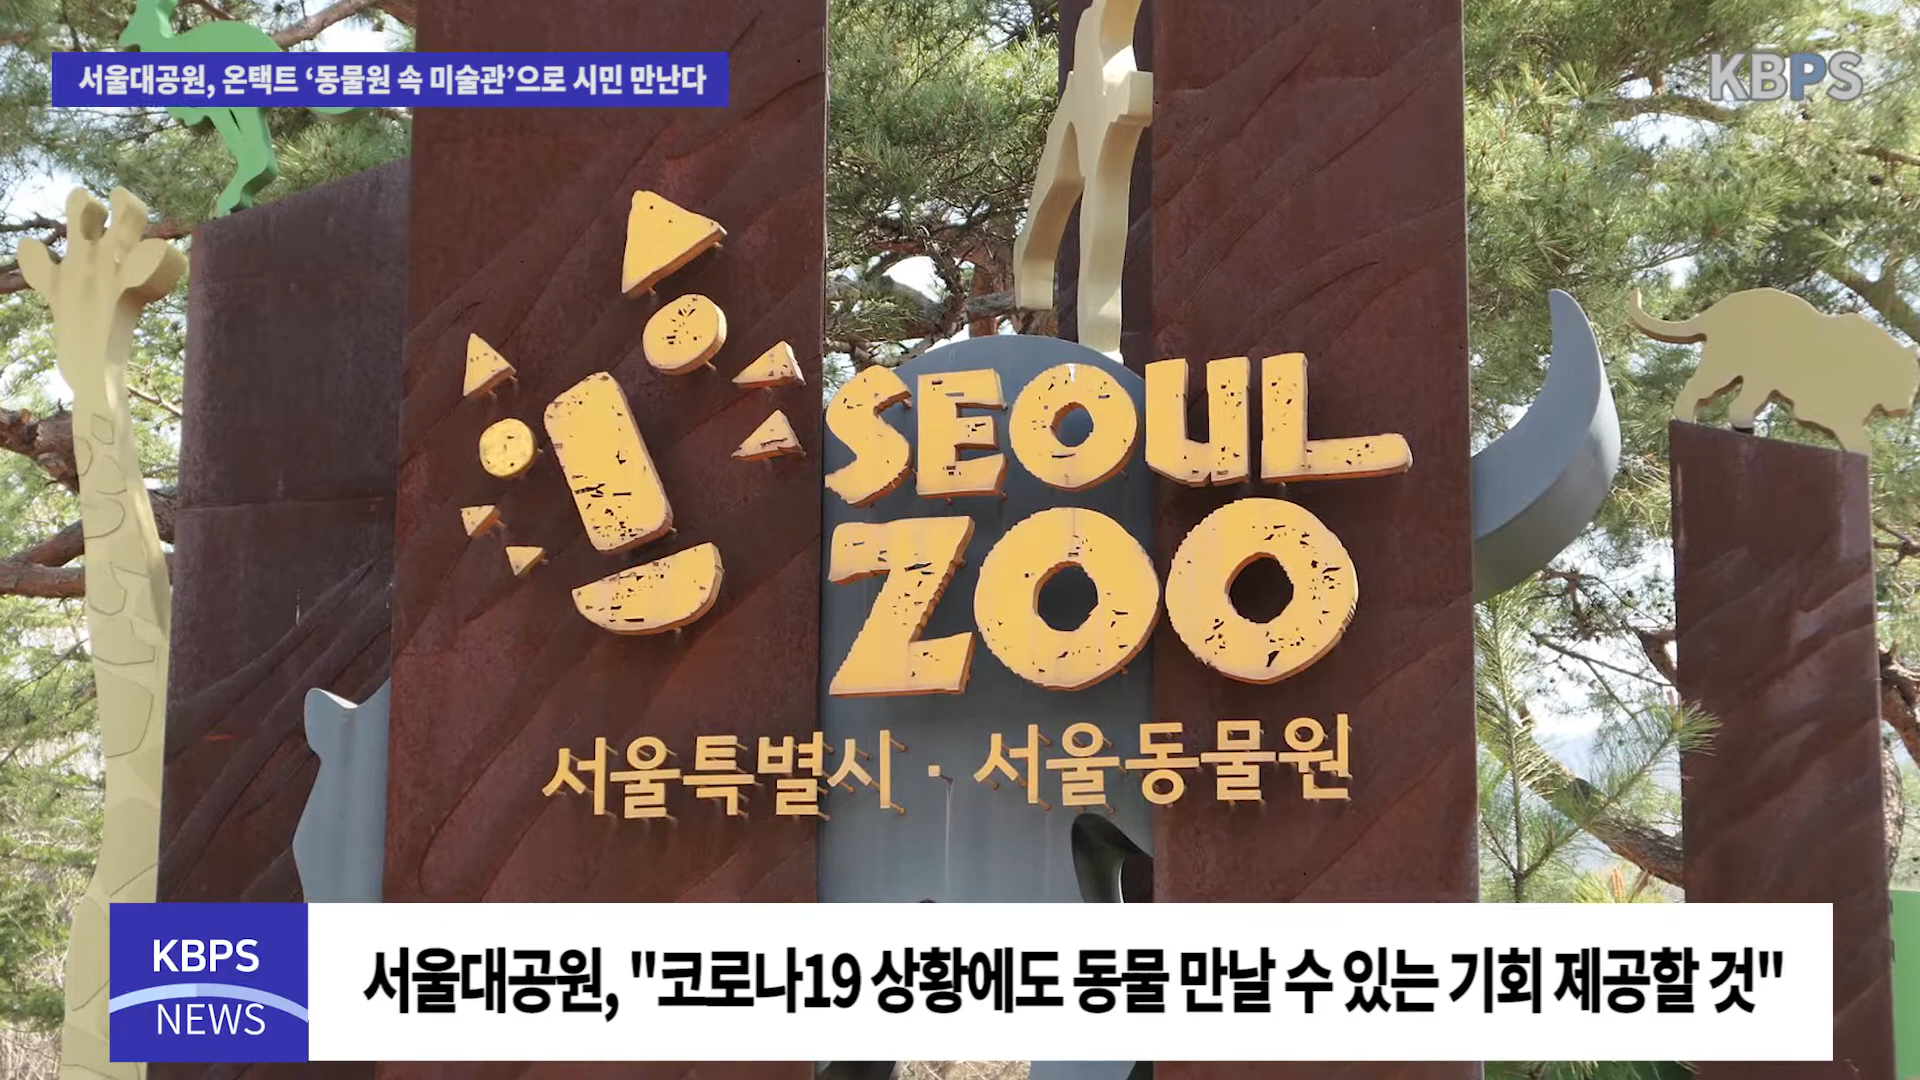 서울대공원, 온택트 ‘동물원 속 미술관’으로 시민 만난다
KBPS
SEOUL
ZOO
서울특별시 · 서울동물원
KBPS
NEWS
서울대공원, "코로나19 상황에도 동물 만날 수 있는 기회 제공할 것"